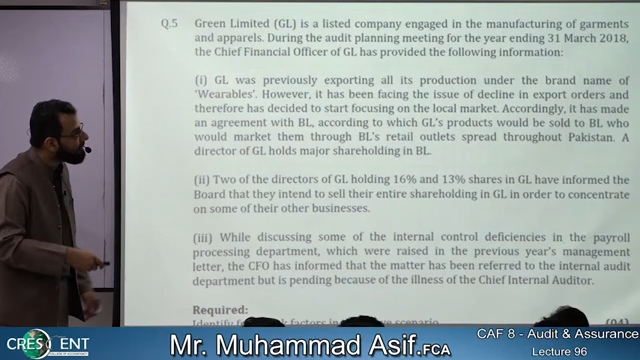 Q.5 Green Limited (GL) is a listed company engaged in the manufacturing of garments
and apparels. During the audit planning meeting for the year ending 31 March 2018,
the Chief Financial Officer of GL has provided the following information:
(i) GL was previously exporting all its production under the brand name of
'Wearables'. However, it has been facing the issue of decline in export orders and
therefore has decided to start focusing on the local market. Accordingly, it has made
an agreement with BL, according to which GL's products would be sold to BL who
would market them through BL's retail outlets spread throughout Pakistan. A
director of GL holds major shareholding in BL.
(ii) Two of the directors of GL holding 16% and 13% shares in GL have informed the
Board that they intend to sell their entire shareholding in GL in order to concentrate
on some of their other businesses.
(iii) While discussing some of the internal control deficiencies in the payroll
processing department, which were raised in the previous year's management
letter, the CFO has informed that the matter has been referred to the internal audit
department but is pending because of the illness of the Chief Internal Auditor.
Required:
Identify factors in scenario. (04)
CRESCENT
COLLEGE OF ACCOUNTANCY
Mr. Muhammad Asif.FCA
CAF 8 - Audit & Assurance
Lecture 96